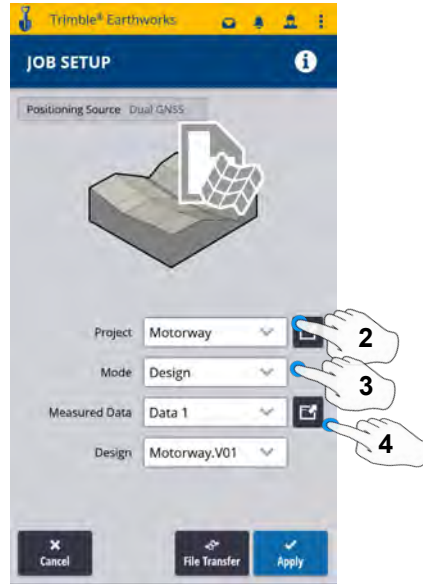 Trimble® Earthworks
JOB SETUP
Positioning Source Dual GNSS
Project Motorway
2
Mode Design
3
Measured Data Data 1
4
Design Motorway.V01
Cancel
File Transfer
Apply